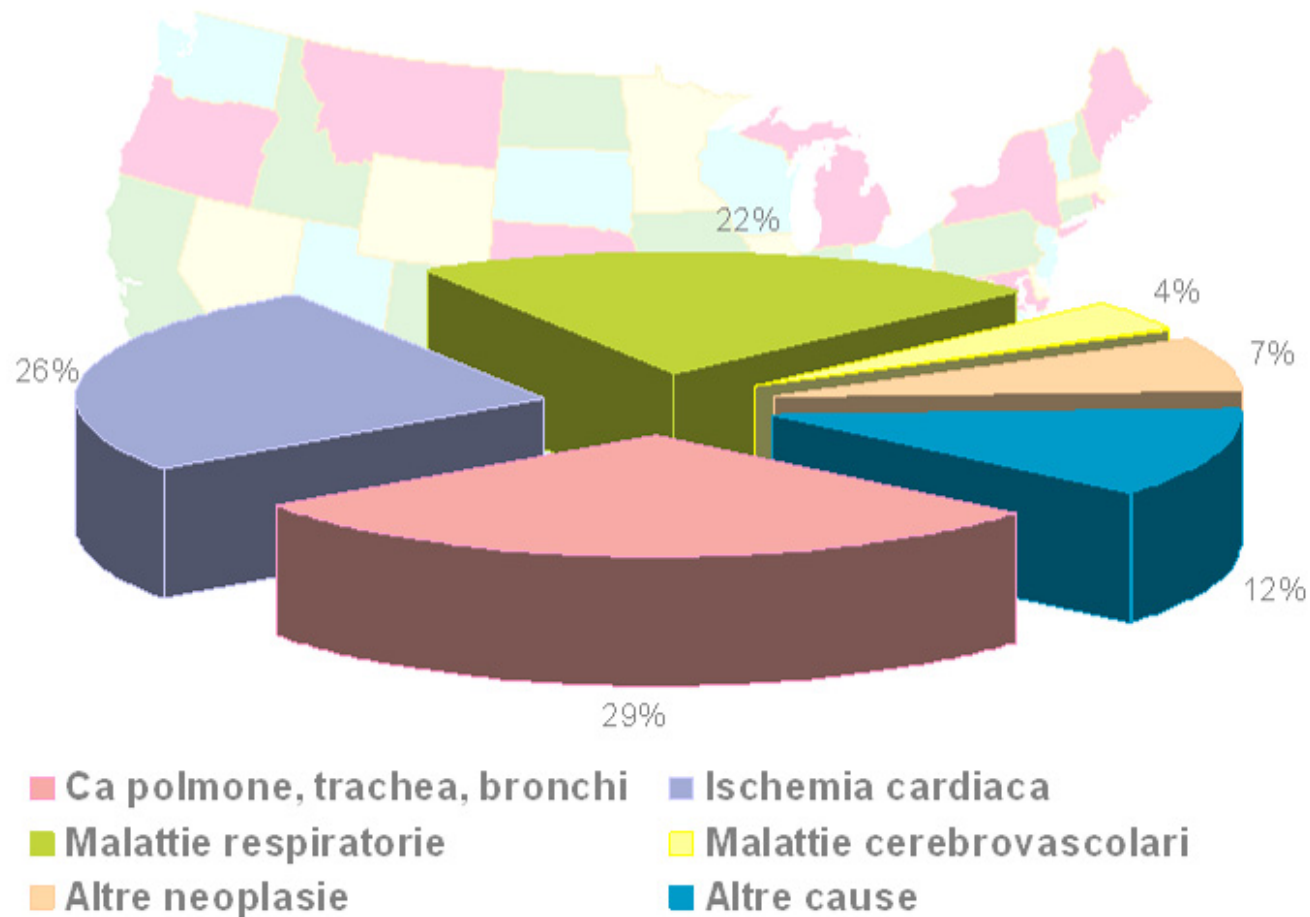 22%
4%
7%
26%
12%
29%
Ca polmone, trachea, bronchi
Ischemia cardiaca
Malattie respiratorie
Malattie cerebrovascolari
Altre neoplasie
Altre cause